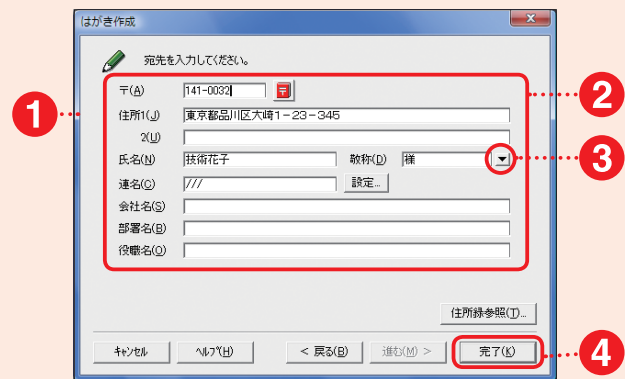 はがき作成
宛先を入力してください。
〒(A) 141-0032 〒
住所1(J) 東京都品川区大崎1-23-345
2(U)
氏名(N) 技術花子 敬称(D) 様
連名(C) /// 設定...
会社名(S)
部署名(B)
役職名(O)
住所録参照(T)...
キャンセル ヘルプ(H) < 戻る(B) 進む(M) > 完了(K)
1
2
3
4